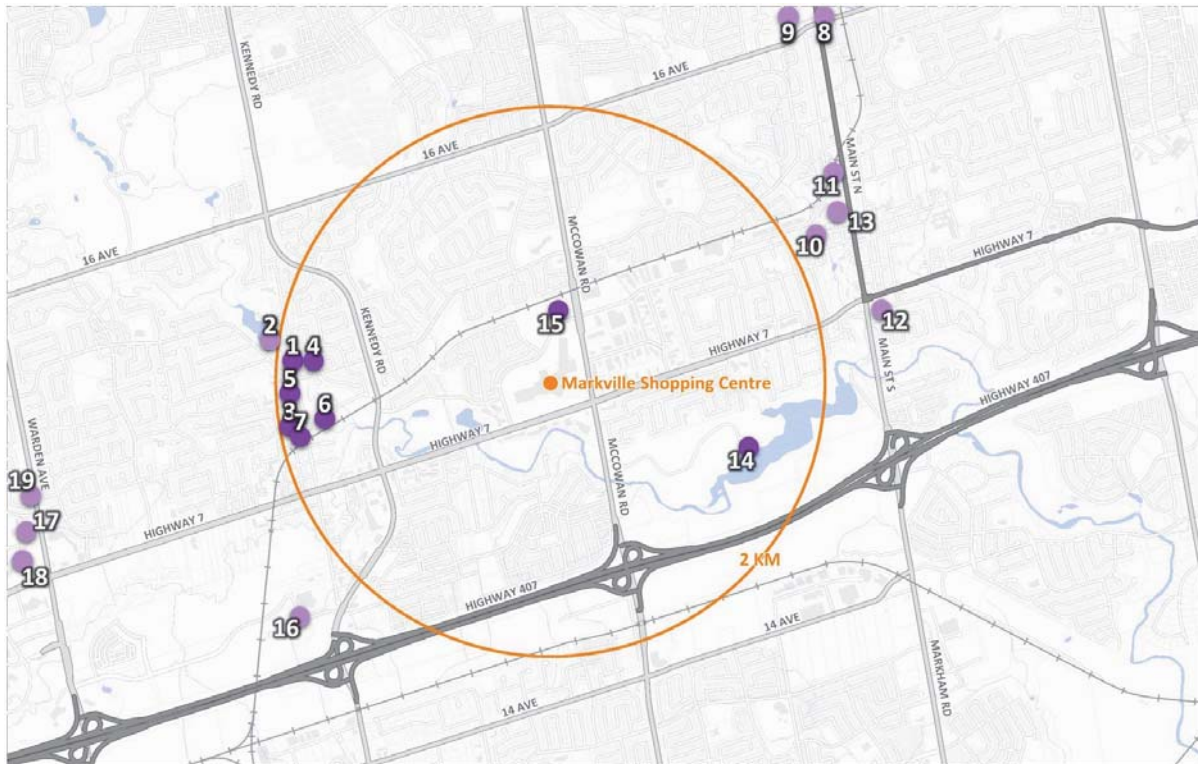 9
8
KENNEDY RD
16 AVE
16 AVE
MAIN ST N
11
MCCOWAN RD
13
10
16 AVE
HIGHWAY 7
KENNEDY RD
2
15
12
1
4
HIGHWAY 7
MAIN ST S
5
Markville Shopping Centre
HIGHWAY 407
3
6
7
WARDEN AVE
HIGHWAY 7
MCCOWAN RD
14
19
17
HIGHWAY 7
18
2 KM
HIGHWAY 407
16
14 AVE
MARKHAM RD
14 AVE